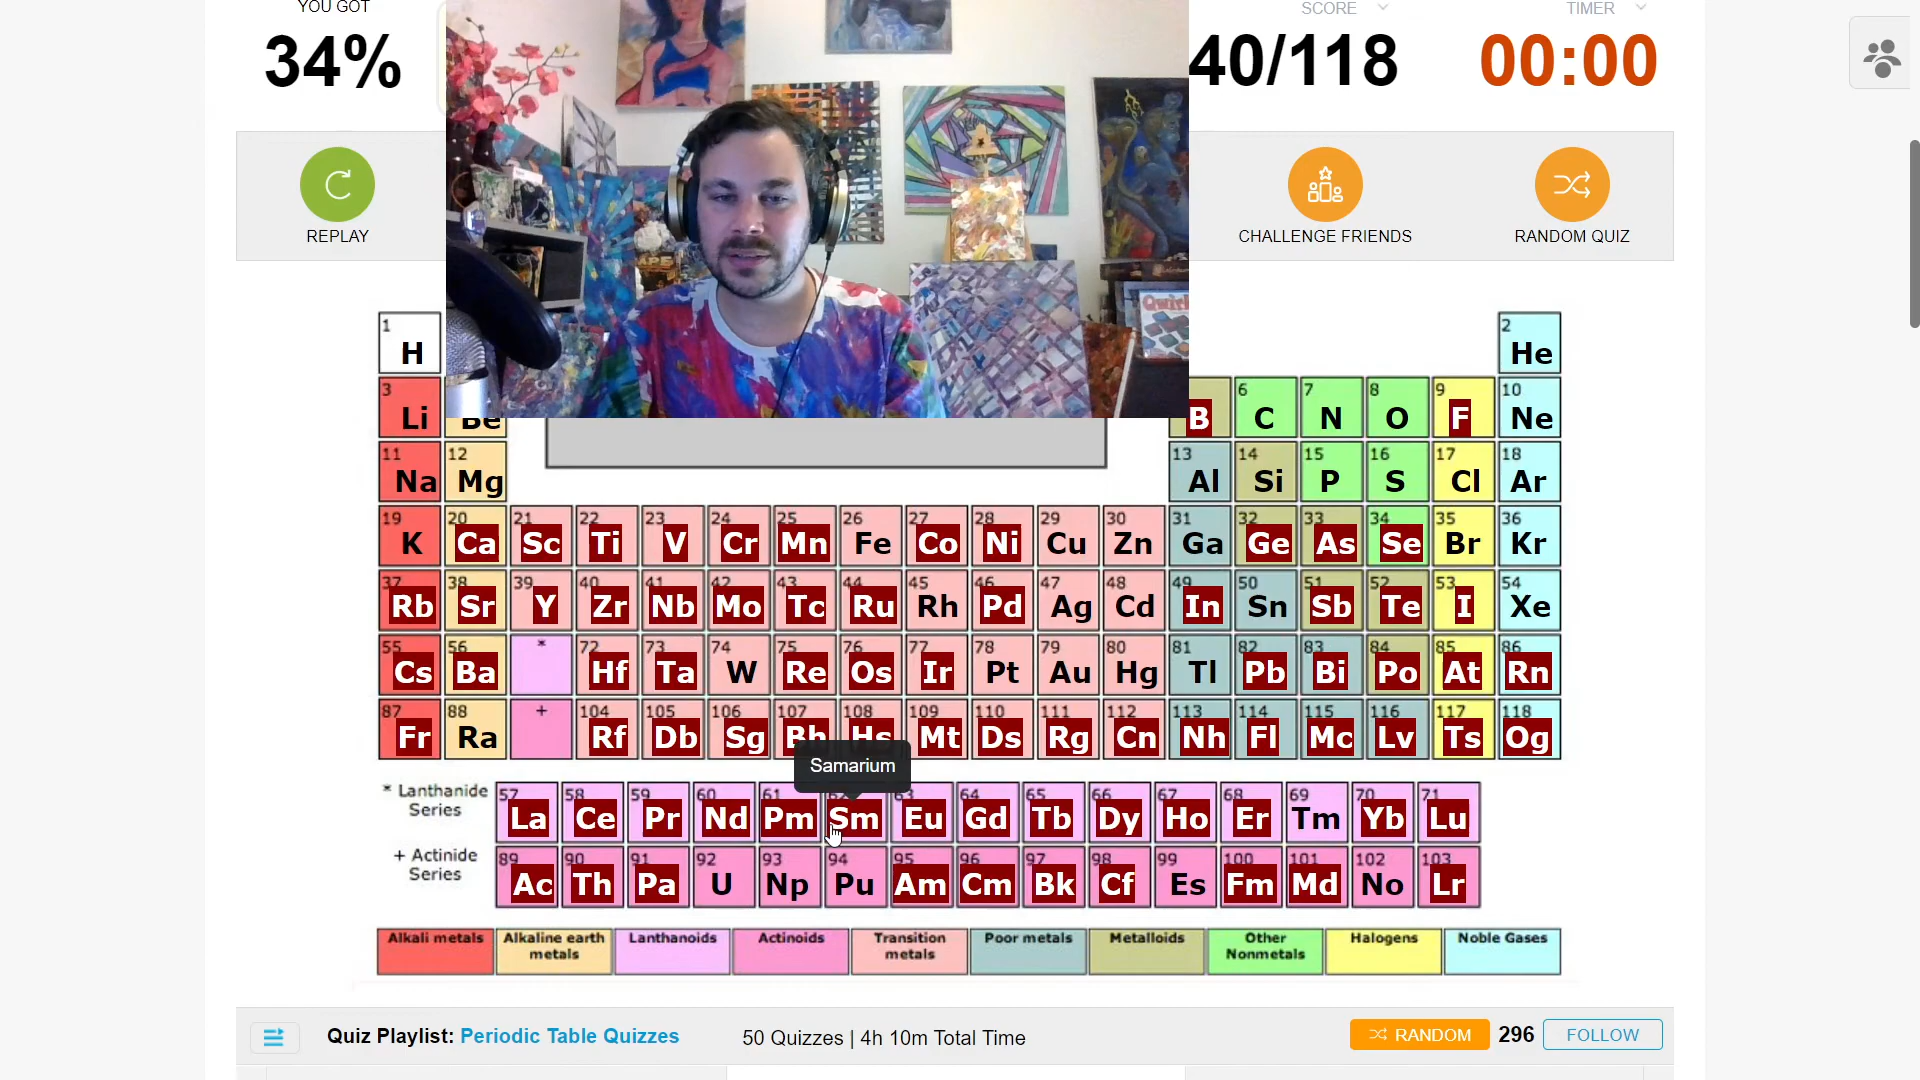 YOU GOT
34%
SCORE
40/118
TIMER
00:00
REPLAY
CHALLENGE FRIENDS
RANDOM QUIZ
1 H
2 He
3 Li
Be
B
6 C
7 N
8 O
9 F
10 Ne
11 Na
12 Mg
13 Al
14 Si
15 P
16 S
17 Cl
18 Ar
19 K
20 Ca
21 Sc
22 Ti
23 V
24 Cr
25 Mn
26 Fe
27 Co
28 Ni
29 Cu
30 Zn
31 Ga
32 Ge
33 As
34 Se
35 Br
36 Kr
37 Rb
38 Sr
39 Y
40 Zr
41 Nb
42 Mo
43 Tc
44 Ru
45 Rh
46 Pd
47 Ag
48 Cd
49 In
50 Sn
51 Sb
52 Te
53 I
54 Xe
55 Cs
56 Ba
*
72 Hf
73 Ta
74 W
75 Re
76 Os
77 Ir
78 Pt
79 Au
80 Hg
81 Tl
82 Pb
83 Bi
84 Po
85 At
86 Rn
87 Fr
88 Ra
+
104 Rf
105 Db
106 Sg
107 Bh
108 Hs
109 Mt
110 Ds
111 Rg
112 Cn
113 Nh
114 Fl
115 Mc
116 Lv
117 Ts
118 Og
Samarium
* Lanthanide
Series
57 La
58 Ce
59 Pr
60 Nd
61 Pm
62 Sm
63 Eu
64 Gd
65 Tb
66 Dy
67 Ho
68 Er
69 Tm
70 Yb
71 Lu
+ Actinide
Series
89 Ac
90 Th
91 Pa
92 U
93 Np
94 Pu
95 Am
96 Cm
97 Bk
98 Cf
99 Es
100 Fm
101 Md
102 No
103 Lr
Alkali metals
Alkaline earth
metals
Lanthanoids
Actinoids
Transition
metals
Poor metals
Metalloids
Other
Nonmetals
Halogens
Noble Gases
Quiz Playlist: Periodic Table Quizzes
50 Quizzes | 4h 10m Total Time
RANDOM
296
FOLLOW